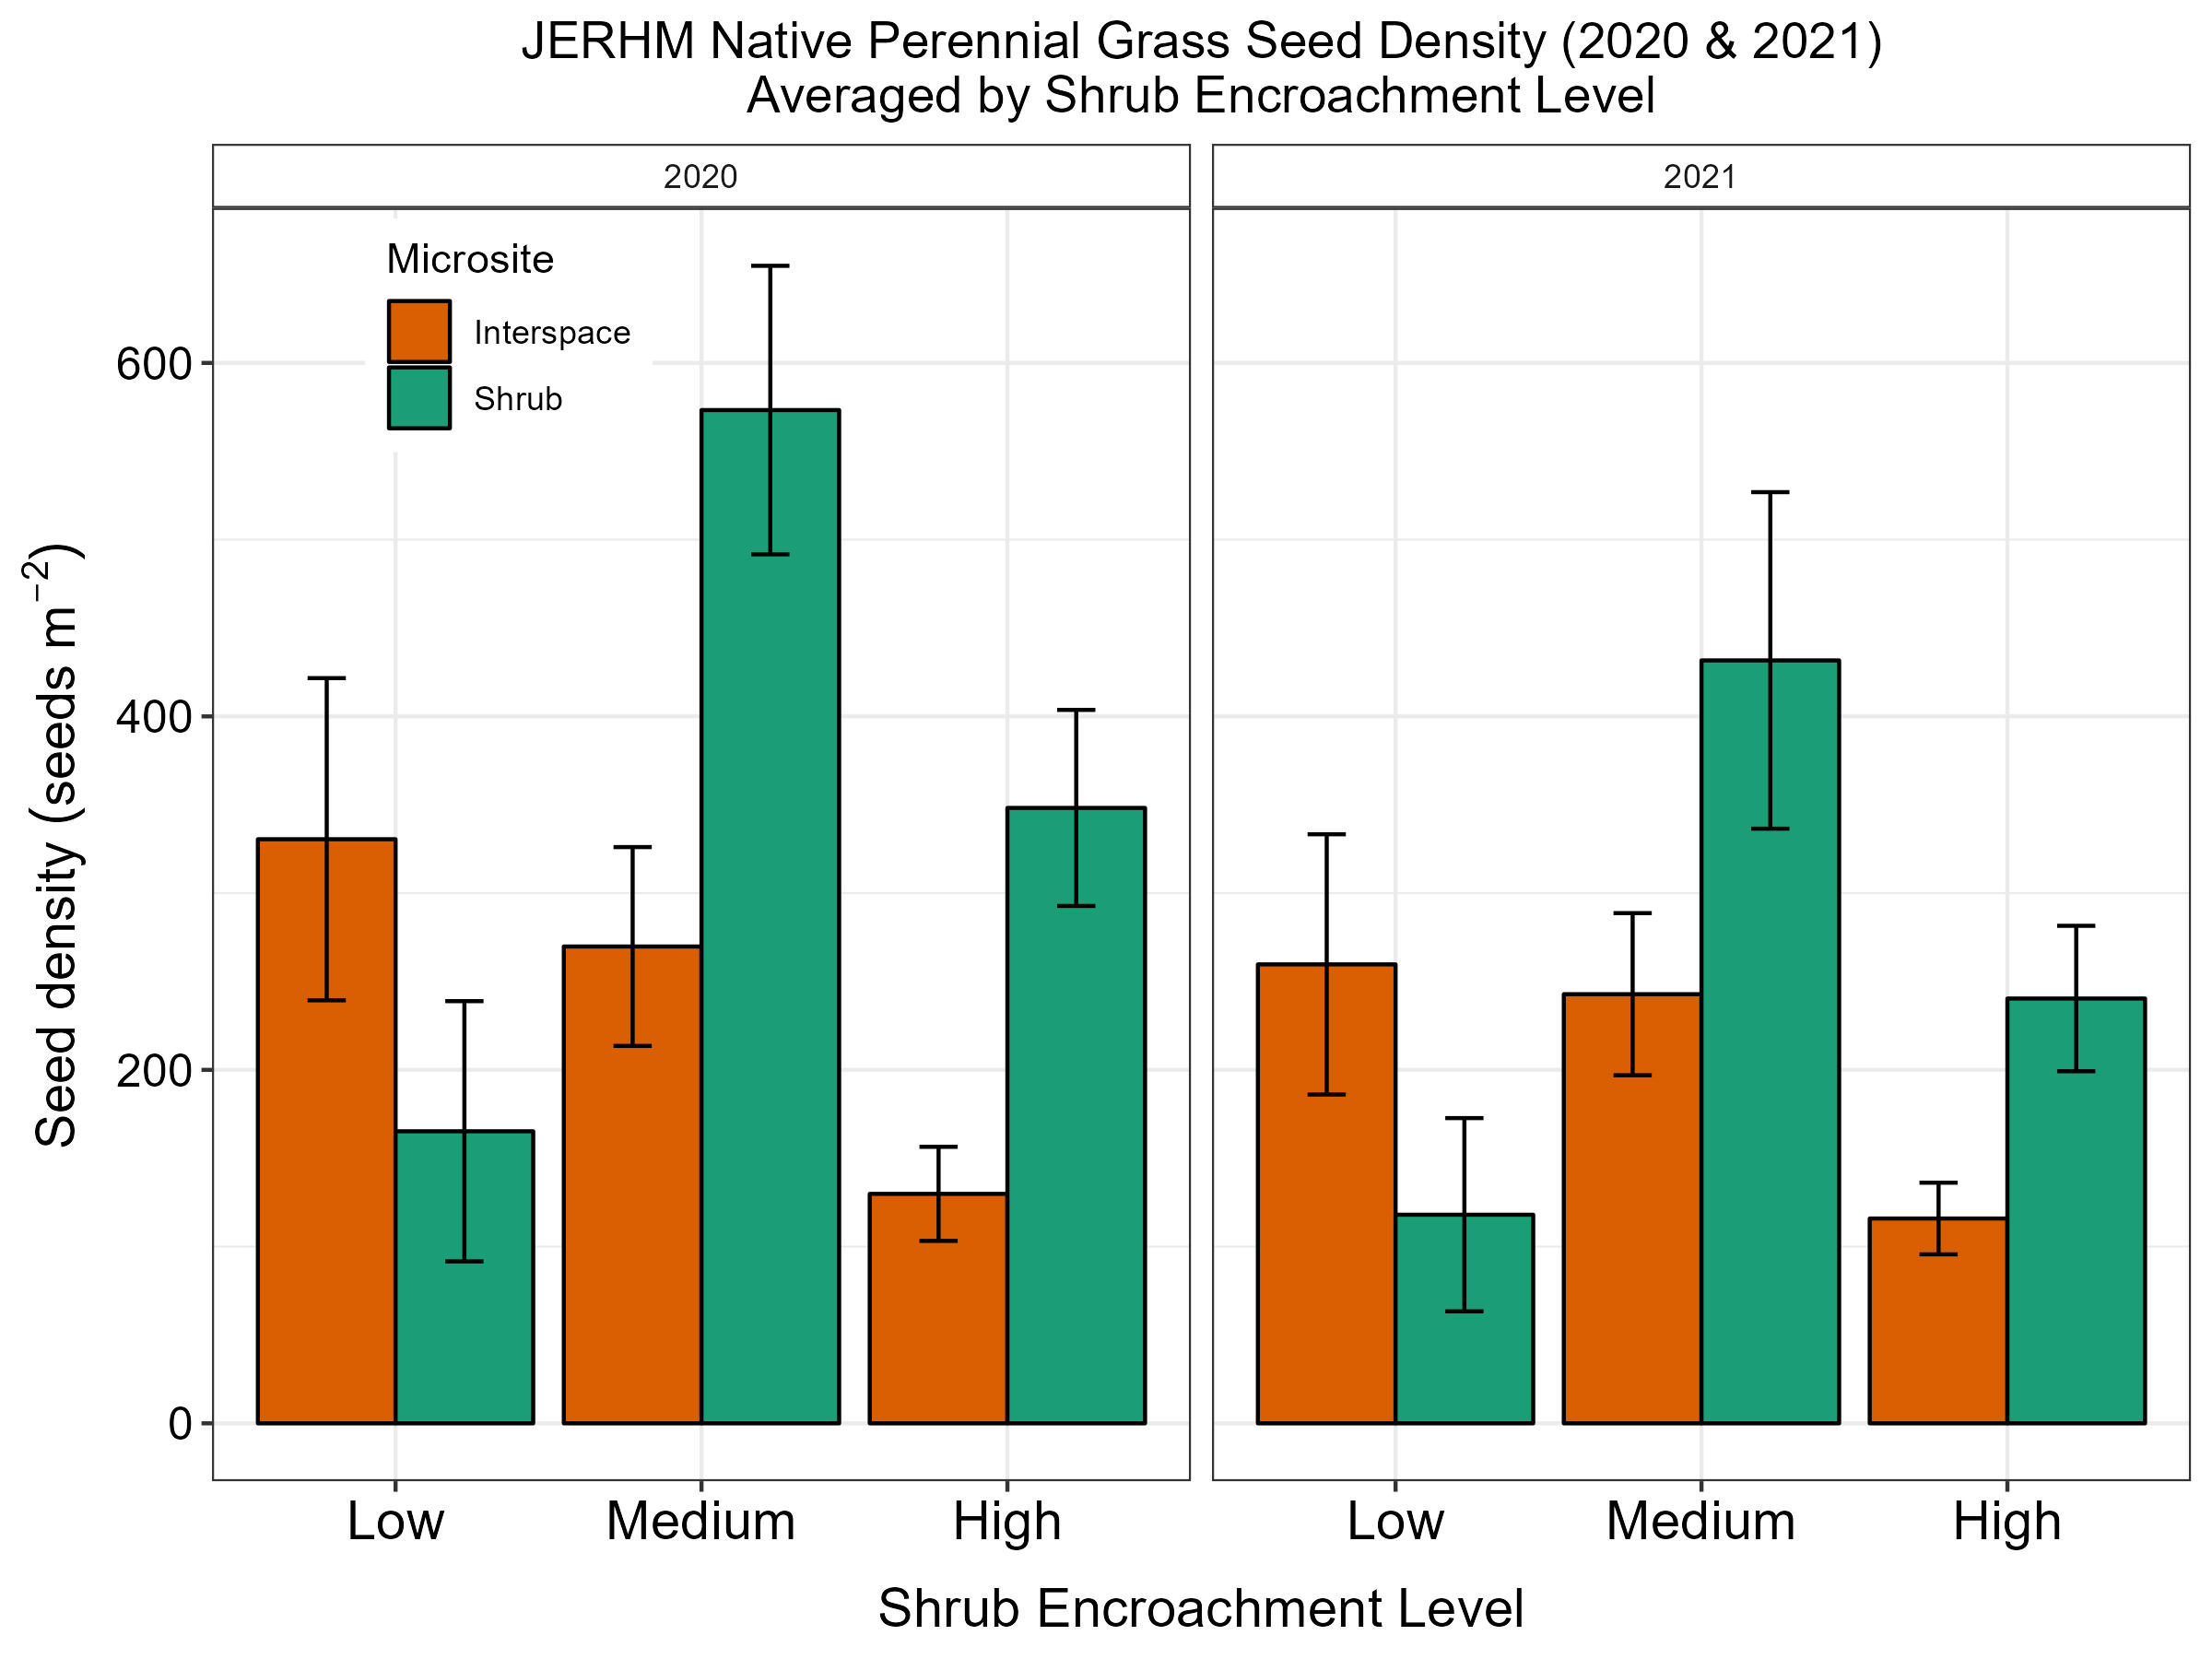 JERHM Native Perennial Grass Seed Density (2020 & 2021)
Averaged by Shrub Encroachment Level
2020
2021
Microsite
Interspace
Shrub
Seed density (seeds m⁻²)
600
400
200
0
Low Medium High
Low Medium High
Shrub Encroachment Level